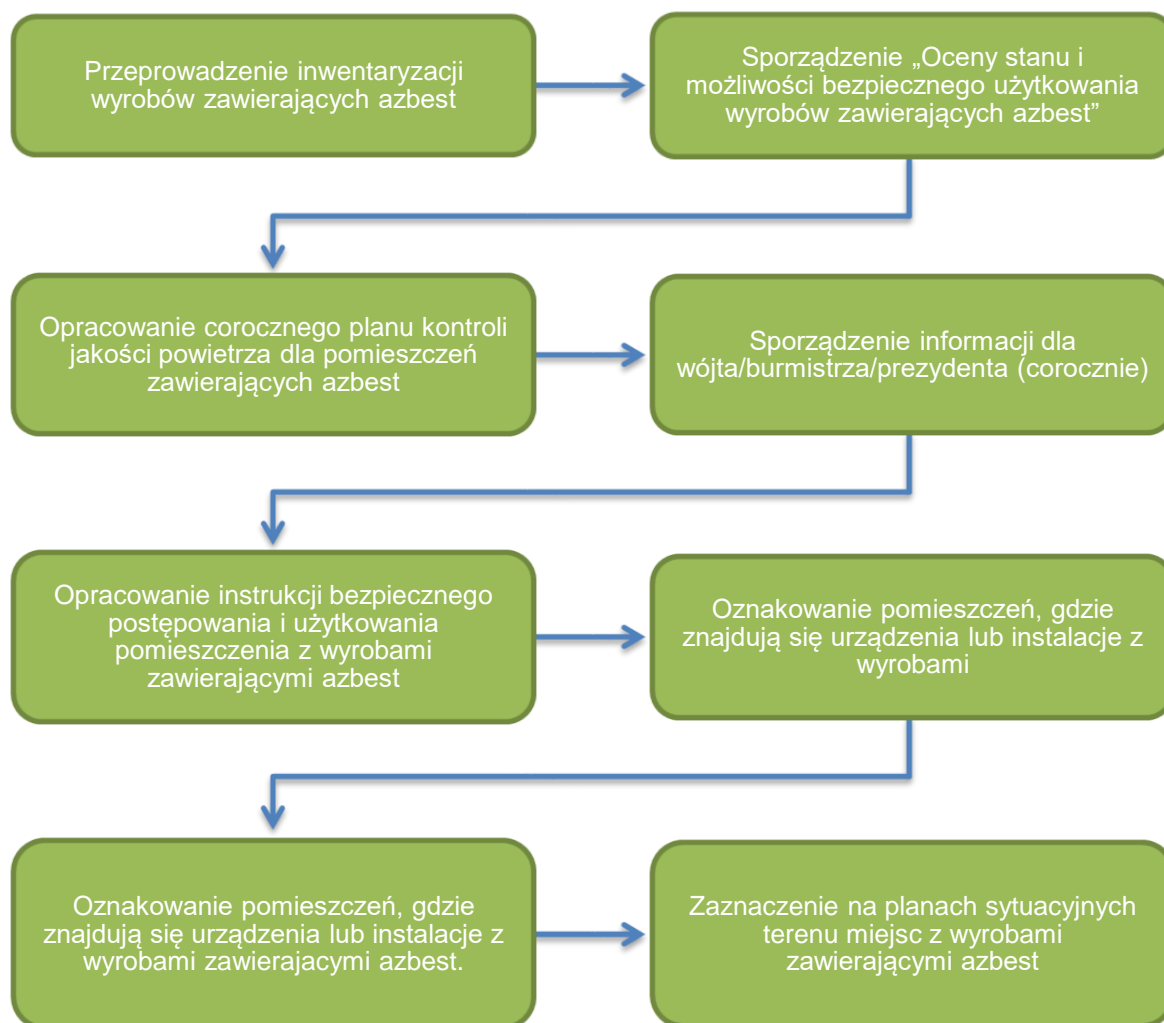 Przeprowadzenie inwentaryzacji
wyrobów zawierających azbest
Sporządzenie „Oceny stanu i
możliwości bezpiecznego użytkowania
wyrobów zawierających azbest”
Opracowanie corocznego planu kontroli
jakości powietrza dla pomieszczeń
zawierających azbest
Sporządzenie informacji dla
wójta/burmistrza/prezydenta (corocznie)
Opracowanie instrukcji bezpiecznego
postępowania i użytkowania
pomieszczenia z wyrobami
zawierającymi azbest
Oznakowanie pomieszczeń, gdzie
znajdują się urządzenia lub instalacje z
wyrobami
Oznakowanie pomieszczeń, gdzie
znajdują się urządzenia lub instalacje z
wyrobami zawierajacymi azbest.
Zaznaczenie na planach sytuacyjnych
terenu miejsc z wyrobami
zawierającymi azbest